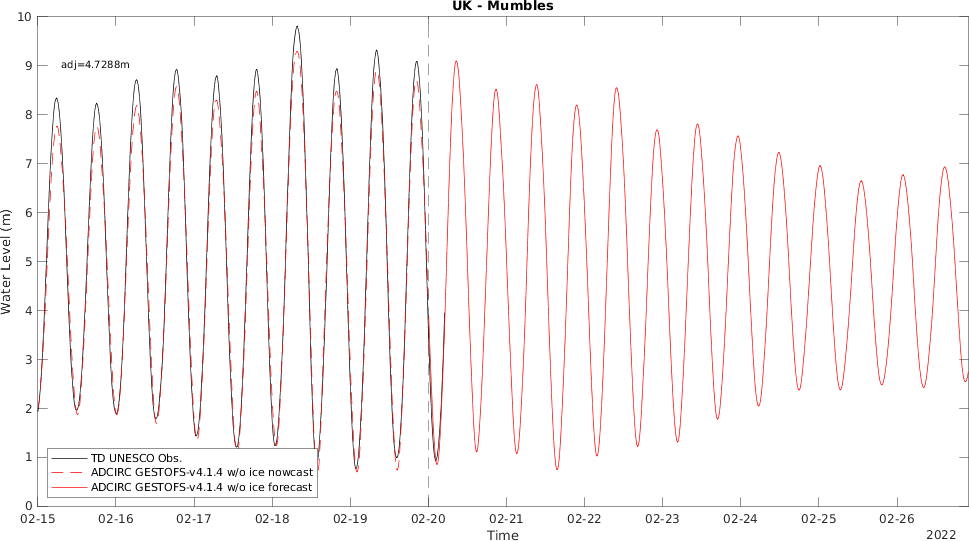 UK - Mumbles
10
9
8
7
6
5
4
3
2
1
0
Water Level (m)
adj=4.7288m
TD UNESCO Obs.
ADCIRC GESTOFS-v4.1.4 w/o ice nowcast
ADCIRC GESTOFS-v4.1.4 w/o ice forecast
02-15 02-16 02-17 02-18 02-19 02-20 02-21 02-22 02-23 02-24 02-25 02-26
Time
2022